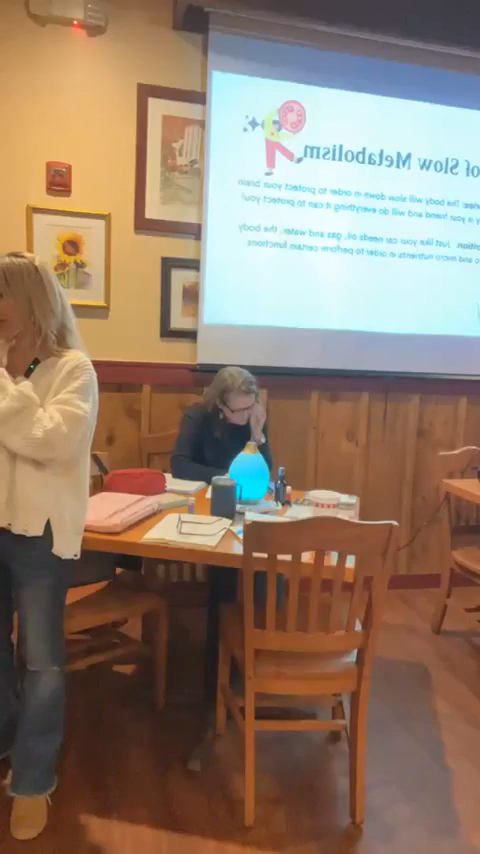 of Slow Metabolism
The body will slow down in order to protect your brain
y is your friend and will do everything it can to protect you!
Just like your car needs oil, gas and water, the body
and micro nutrients in order to perform certain functions